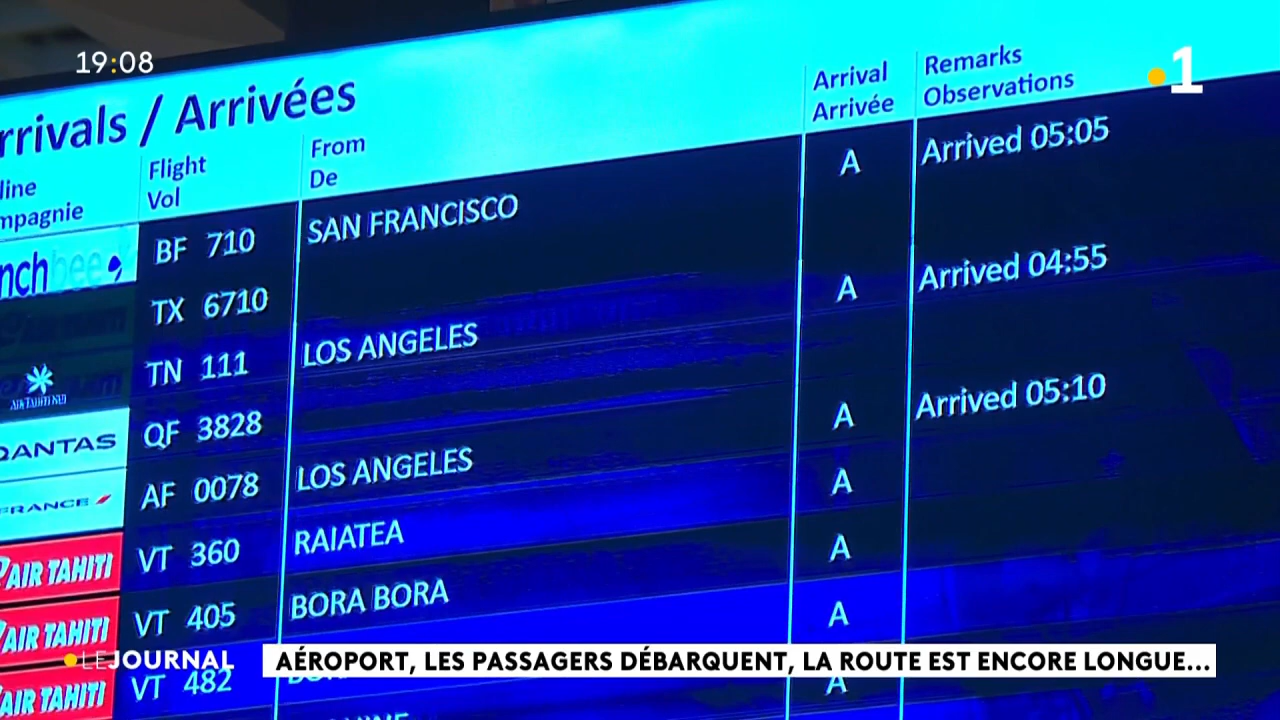 19:08
1
rrivals / Arrivées
line
mpagnie
Flight
Vol
From
De
Arrival
Arrivée
Remarks
Observations
nchbee BF 710 SAN FRANCISCO A Arrived 05:05
TX 6710
TN 111 LOS ANGELES A Arrived 04:55
QANTAS QF 3828
FRANCE AF 0078 LOS ANGELES A Arrived 05:10
AIR TAHITI VT 360 RAIATEA A
AIR TAHITI VT 405 BORA BORA A
AIR TAHITI VT 482 A
A
LE JOURNAL
AÉROPORT, LES PASSAGERS DÉBARQUENT, LA ROUTE EST ENCORE LONGUE...